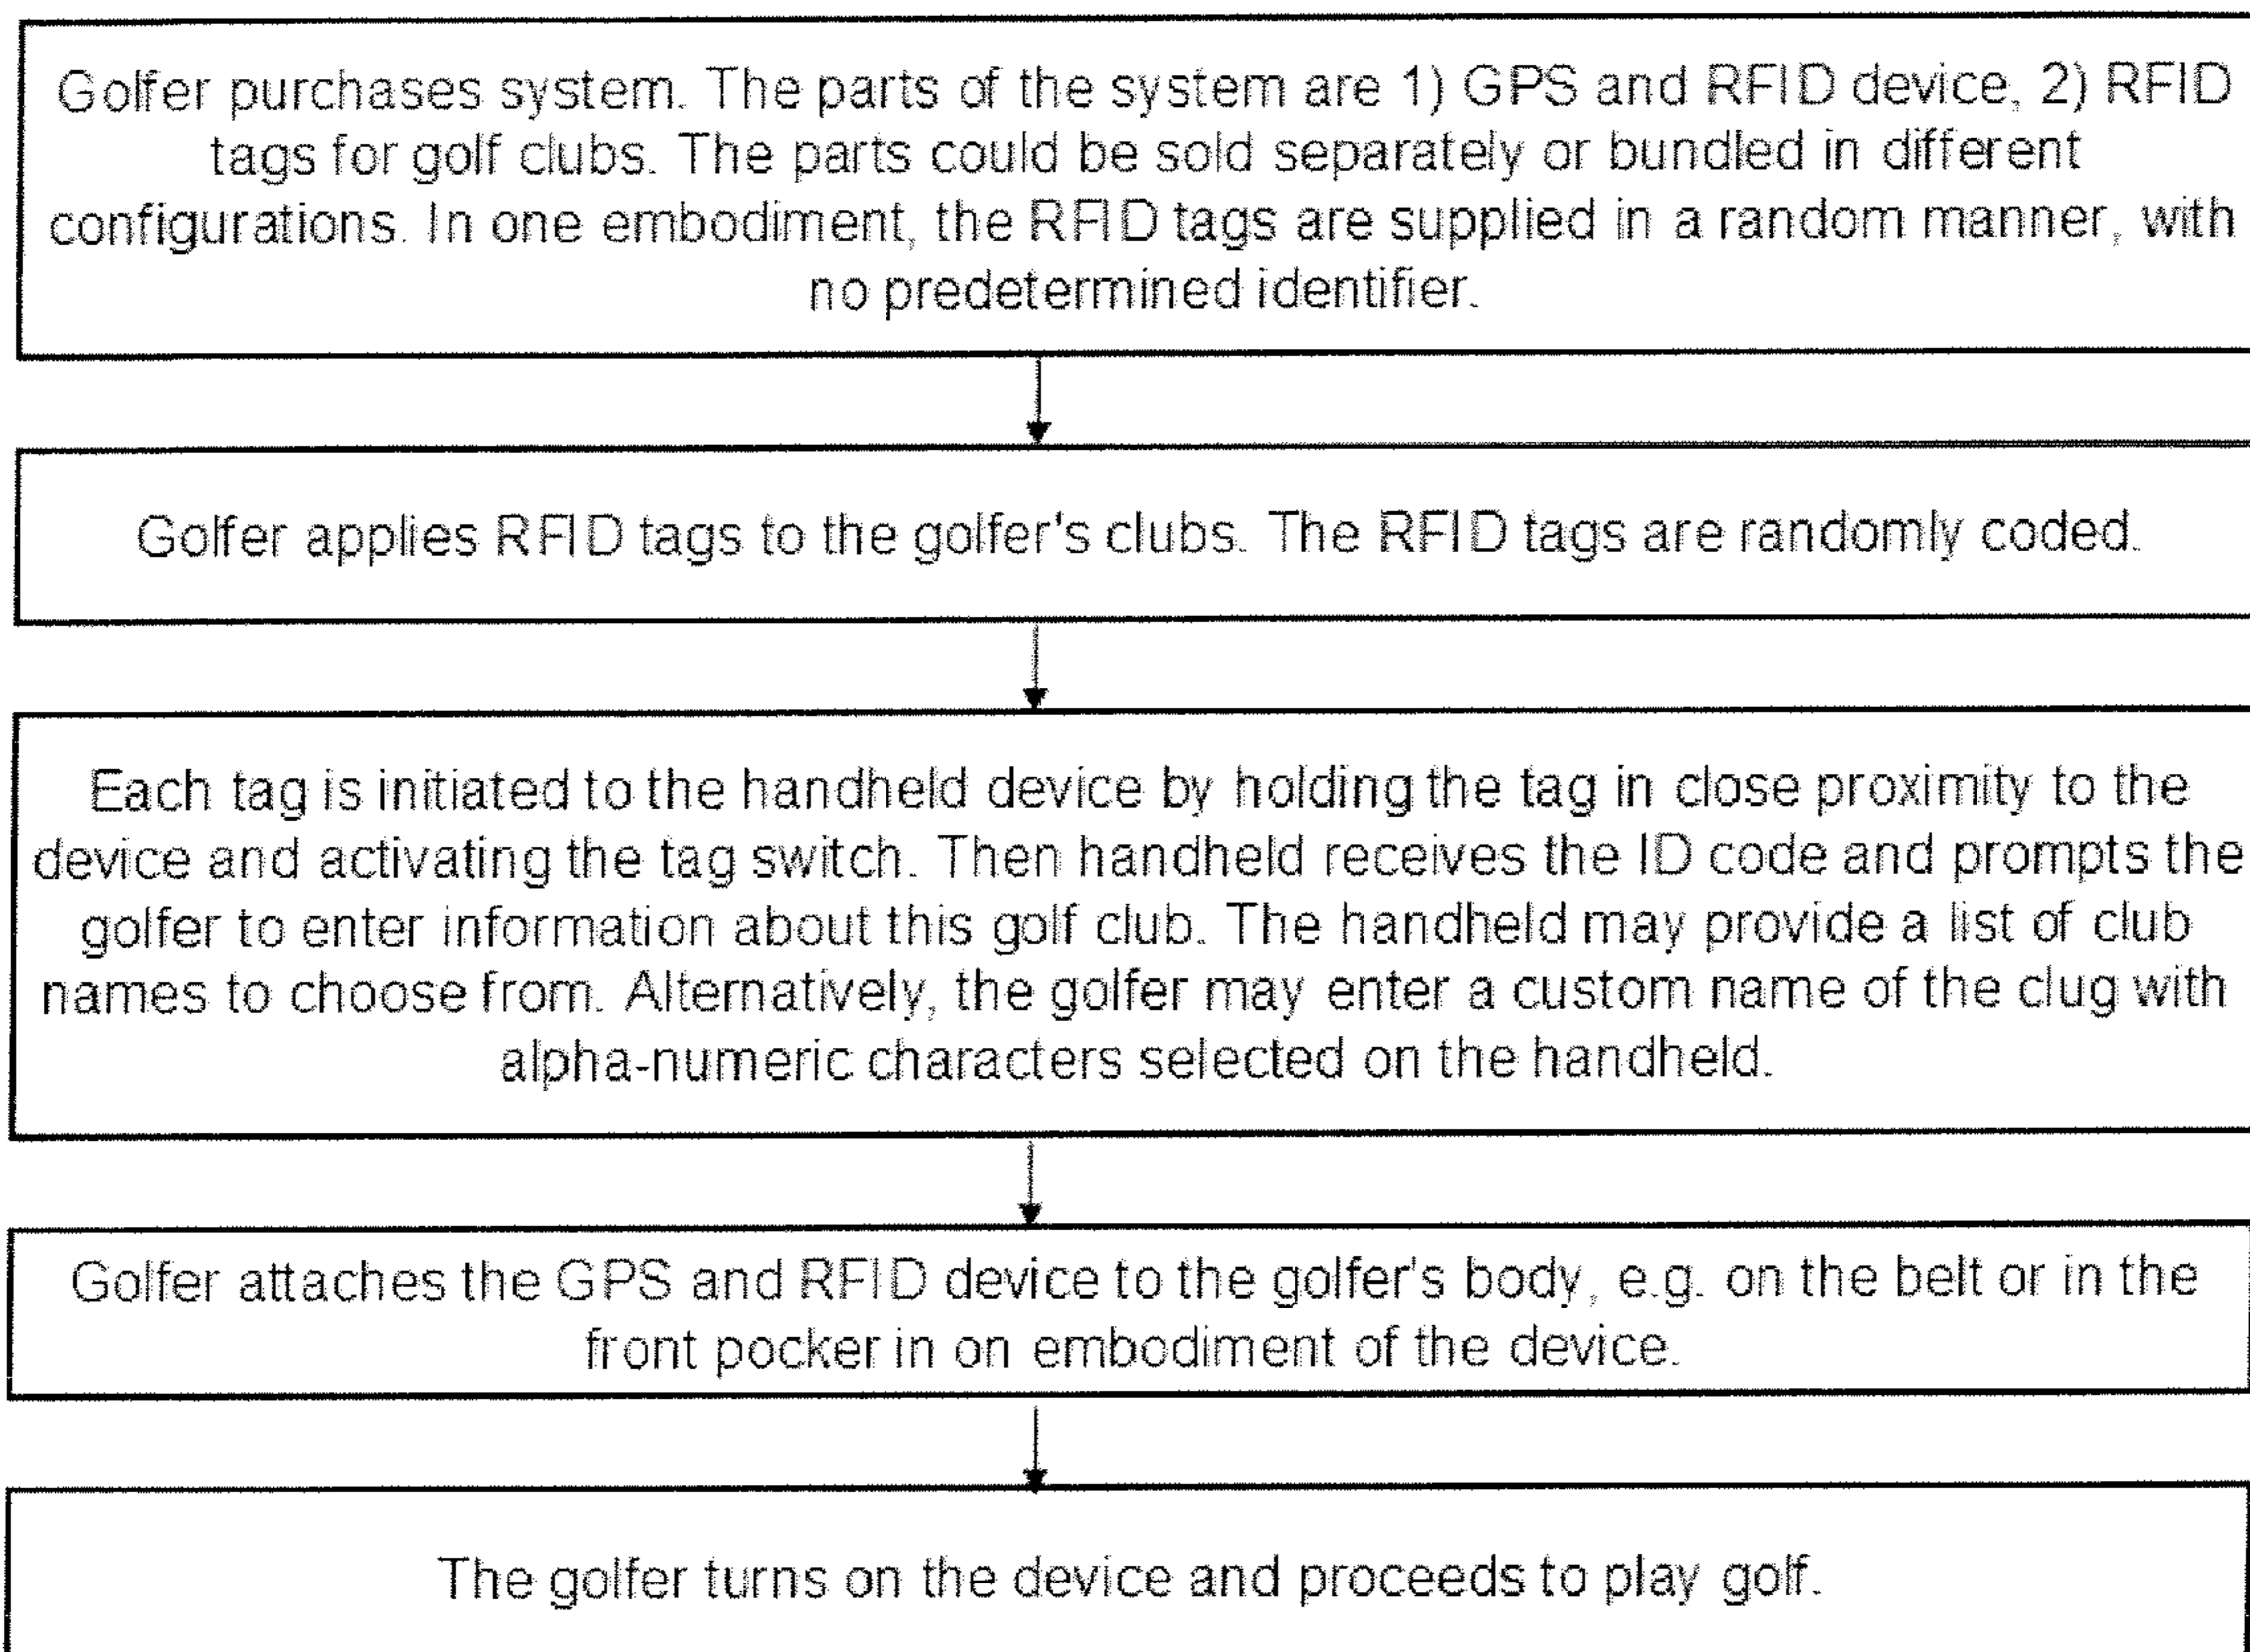 Golfer purchases system. The parts of the system are 1) GPS and RFID device, 2) RFID
tags for golf clubs. The parts could be sold separately or bundled in different
configurations. In one embodiment, the RFID tags are supplied in a random manner, with
no predetermined identifier.
Golfer applies RFID tags to the golfer's clubs. The RFID tags are randomly coded.
Each tag is initiated to the handheld device by holding the tag in close proximity to the
device and activating the tag switch. Then handheld receives the ID code and prompts the
golfer to enter information about this golf club. The handheld may provide a list of club
names to choose from. Alternatively, the golfer may enter a custom name of the clug with
alpha-numeric characters selected on the handheld.
Golfer attaches the GPS and RFID device to the golfer's body, e.g. on the belt or in the
front pocker in on embodiment of the device.
The golfer turns on the device and proceeds to play golf.